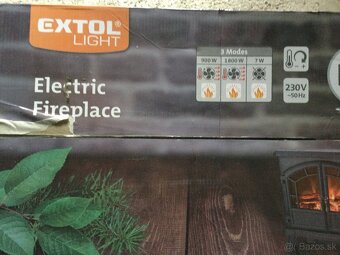 EXTOL®
LIGHT
3 Modes
900 W
1800 W
7 W
230V
~50Hz
Electric
Fireplace
Bazos.sk